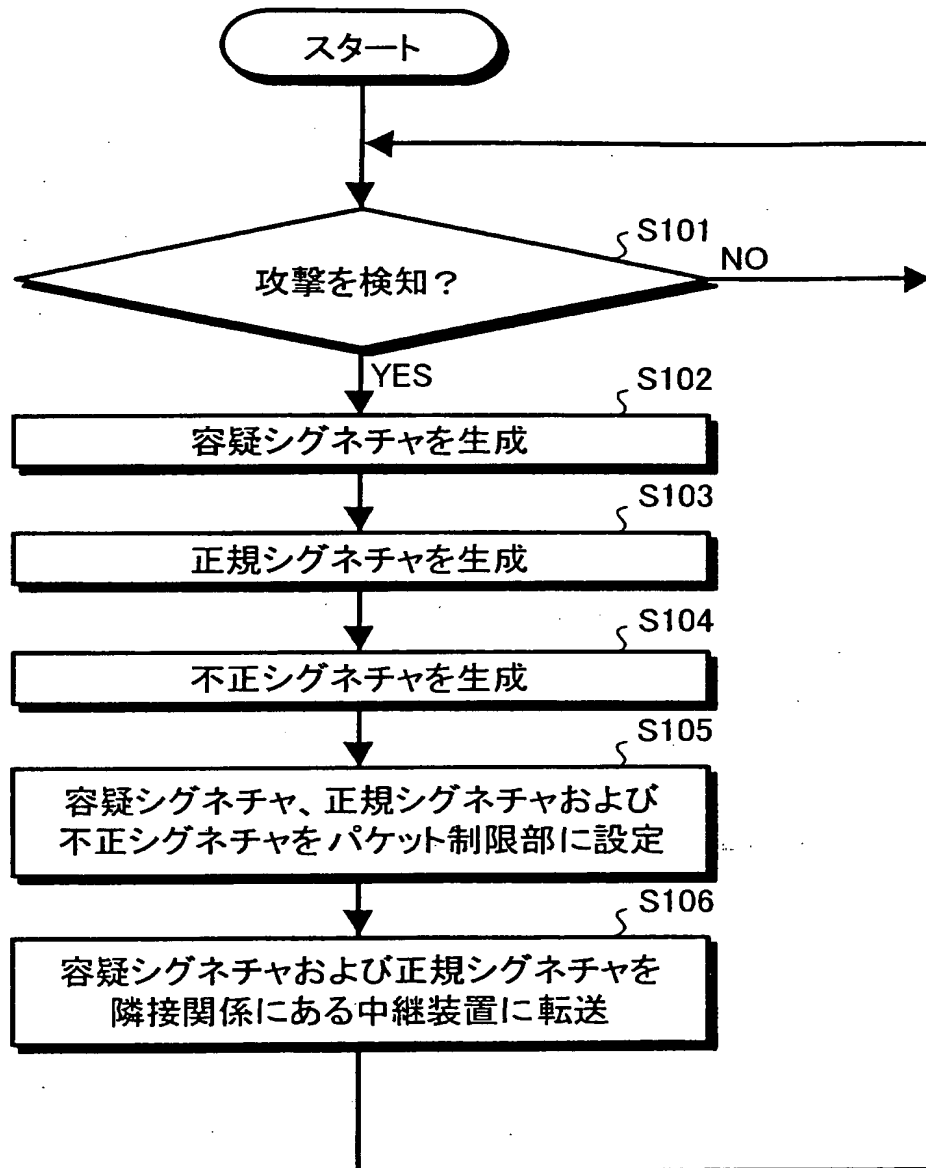 スタート
S101
攻撃を検知？
NO
YES
S102
容疑シグネチャを生成
S103
正規シグネチャを生成
S104
不正シグネチャを生成
S105
容疑シグネチャ、正規シグネチャおよび
不正シグネチャをパケット制限部に設定
S106
容疑シグネチャおよび正規シグネチャを
隣接関係にある中継装置に転送